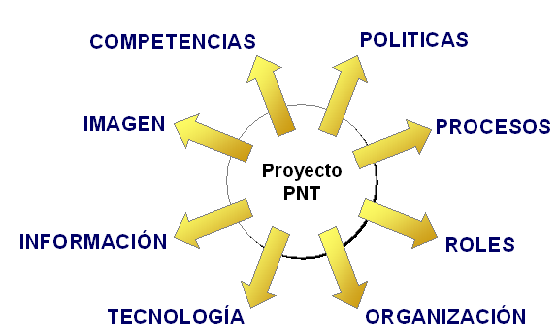 COMPETENCIAS
POLITICAS
IMAGEN
PROCESOS
Proyecto
PNT
INFORMACIÓN
ROLES
TECNOLOGÍA
ORGANIZACIÓN